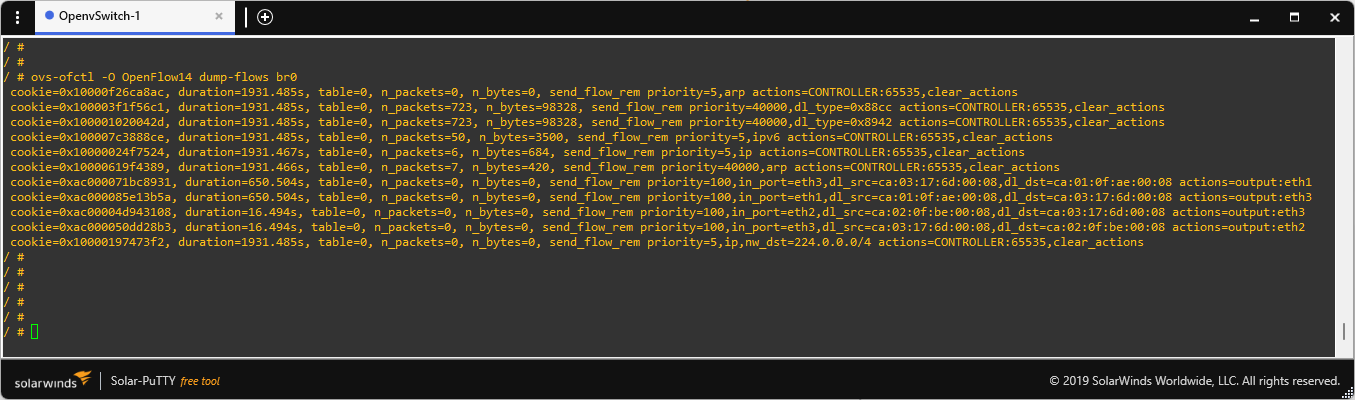 OpenvSwitch-1
/ #
/ #
/ # ovs-ofctl -O OpenFlow14 dump-flows br0
cookie=0x10000f26ca8ac, duration=1931.485s, table=0, n_packets=0, n_bytes=0, send_flow_rem priority=5,arp actions=CONTROLLER:65535,clear_actions
cookie=0x100003f1f56c1, duration=1931.485s, table=0, n_packets=723, n_bytes=98328, send_flow_rem priority=40000,dl_type=0x88cc actions=CONTROLLER:65535,clear_actions
cookie=0x100001020042d, duration=1931.485s, table=0, n_packets=723, n_bytes=98328, send_flow_rem priority=40000,dl_type=0x8942 actions=CONTROLLER:65535,clear_actions
cookie=0x100007c3888ce, duration=1931.485s, table=0, n_packets=50, n_bytes=3500, send_flow_rem priority=5,ipv6 actions=CONTROLLER:65535,clear_actions
cookie=0x10000024f7524, duration=1931.467s, table=0, n_packets=6, n_bytes=684, send_flow_rem priority=5,ip actions=CONTROLLER:65535,clear_actions
cookie=0x10000619f4389, duration=1931.466s, table=0, n_packets=7, n_bytes=420, send_flow_rem priority=40000,arp actions=CONTROLLER:65535,clear_actions
cookie=0xac000071bc8931, duration=650.504s, table=0, n_packets=0, n_bytes=0, send_flow_rem priority=100,in_port=eth3,dl_src=ca:03:17:6d:00:08,dl_dst=ca:01:0f:ae:00:08 actions=output:eth1
cookie=0xac000085e13b5a, duration=650.504s, table=0, n_packets=0, n_bytes=0, send_flow_rem priority=100,in_port=eth1,dl_src=ca:01:0f:ae:00:08,dl_dst=ca:03:17:6d:00:08 actions=output:eth3
cookie=0xac00004d943108, duration=16.494s, table=0, n_packets=0, n_bytes=0, send_flow_rem priority=100,in_port=eth2,dl_src=ca:02:0f:be:00:08,dl_dst=ca:03:17:6d:00:08 actions=output:eth3
cookie=0xac000050dd28b3, duration=16.494s, table=0, n_packets=0, n_bytes=0, send_flow_rem priority=100,in_port=eth3,dl_src=ca:03:17:6d:00:08,dl_dst=ca:02:0f:be:00:08 actions=output:eth2
cookie=0x10000197473f2, duration=1931.485s, table=0, n_packets=0, n_bytes=0, send_flow_rem priority=5,ip,nw_dst=224.0.0.0/4 actions=CONTROLLER:65535,clear_actions
/ #
/ #
/ #
/ #
/ #
/ #
solarwinds Solar-PuTTY free tool © 2019 SolarWinds Worldwide, LLC. All rights reserved.